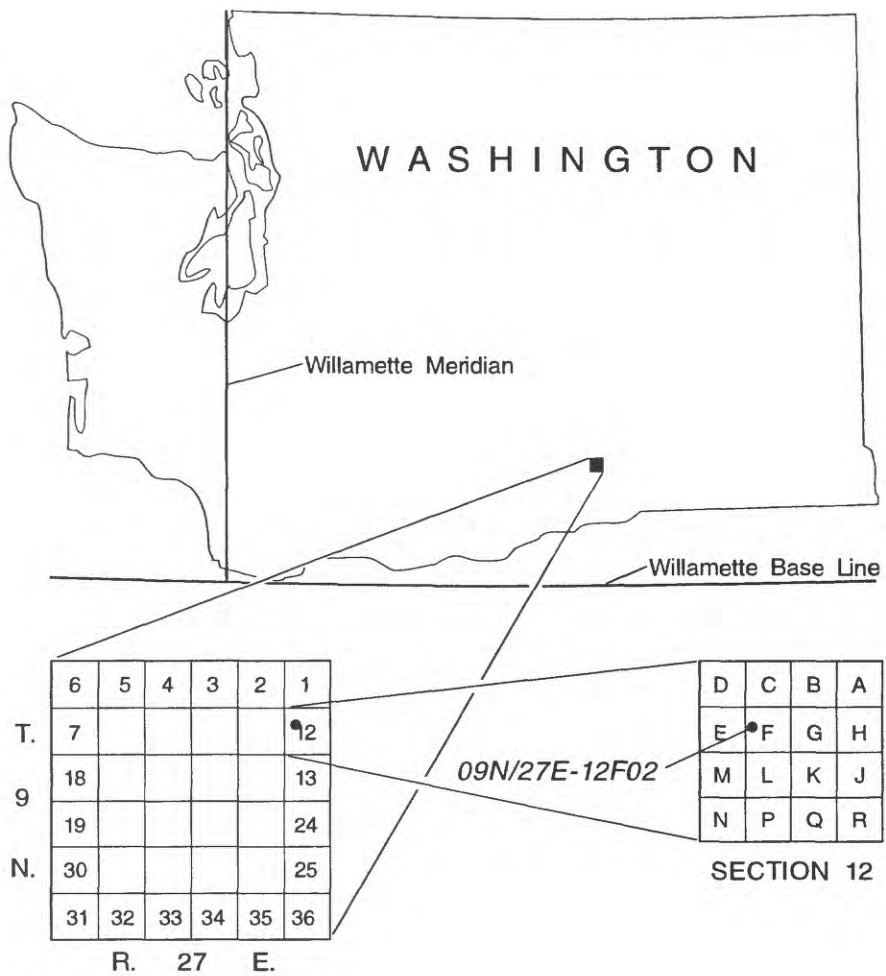 WASHINGTON
Willamette Meridian
Willamette Base Line
6 5 4 3 2 1
T. 7 12
18 13
9
19 24
N. 30 25
31 32 33 34 35 36
R. 27 E.
09N/27E-12F02
D C B A
E F G H
M L K J
N P Q R
SECTION 12